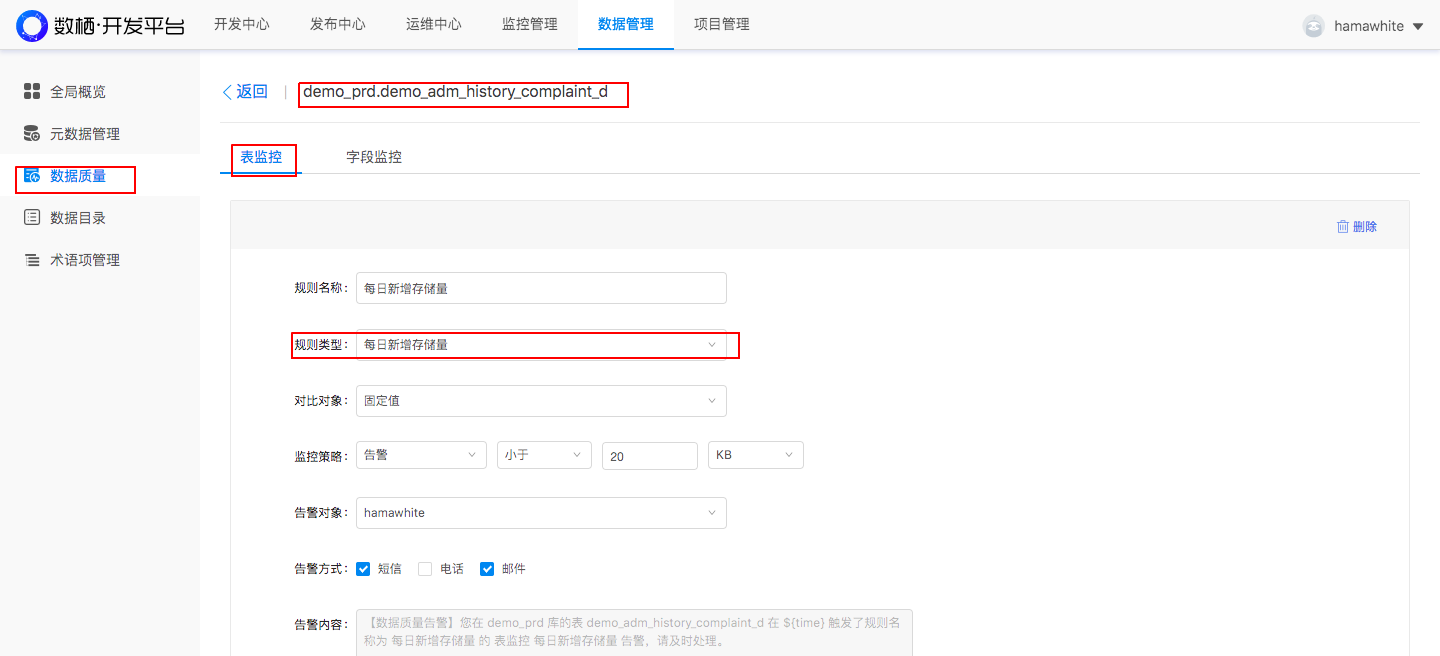 数栖·开发平台 开发中心 发布中心 运维中心 监控管理 数据管理 项目管理 hamawhite
全局概览
元数据管理
数据质量
数据目录
术语项管理
返回 | demo_prd.demo_adm_history_complaint_d
表监控 字段监控
删除
规则名称： 每日新增存储量
规则类型： 每日新增存储量
对比对象： 固定值
监控策略： 告警 小于 20 KB
告警对象： hamawhite
告警方式： 短信 电话 邮件
告警内容： 【数据质量告警】您在 demo_prd 库的表 demo_adm_history_complaint_d 在 ${time} 触发了规则名
称为 每日新增存储量 的 表监控 每日新增存储量 告警，请及时处理。